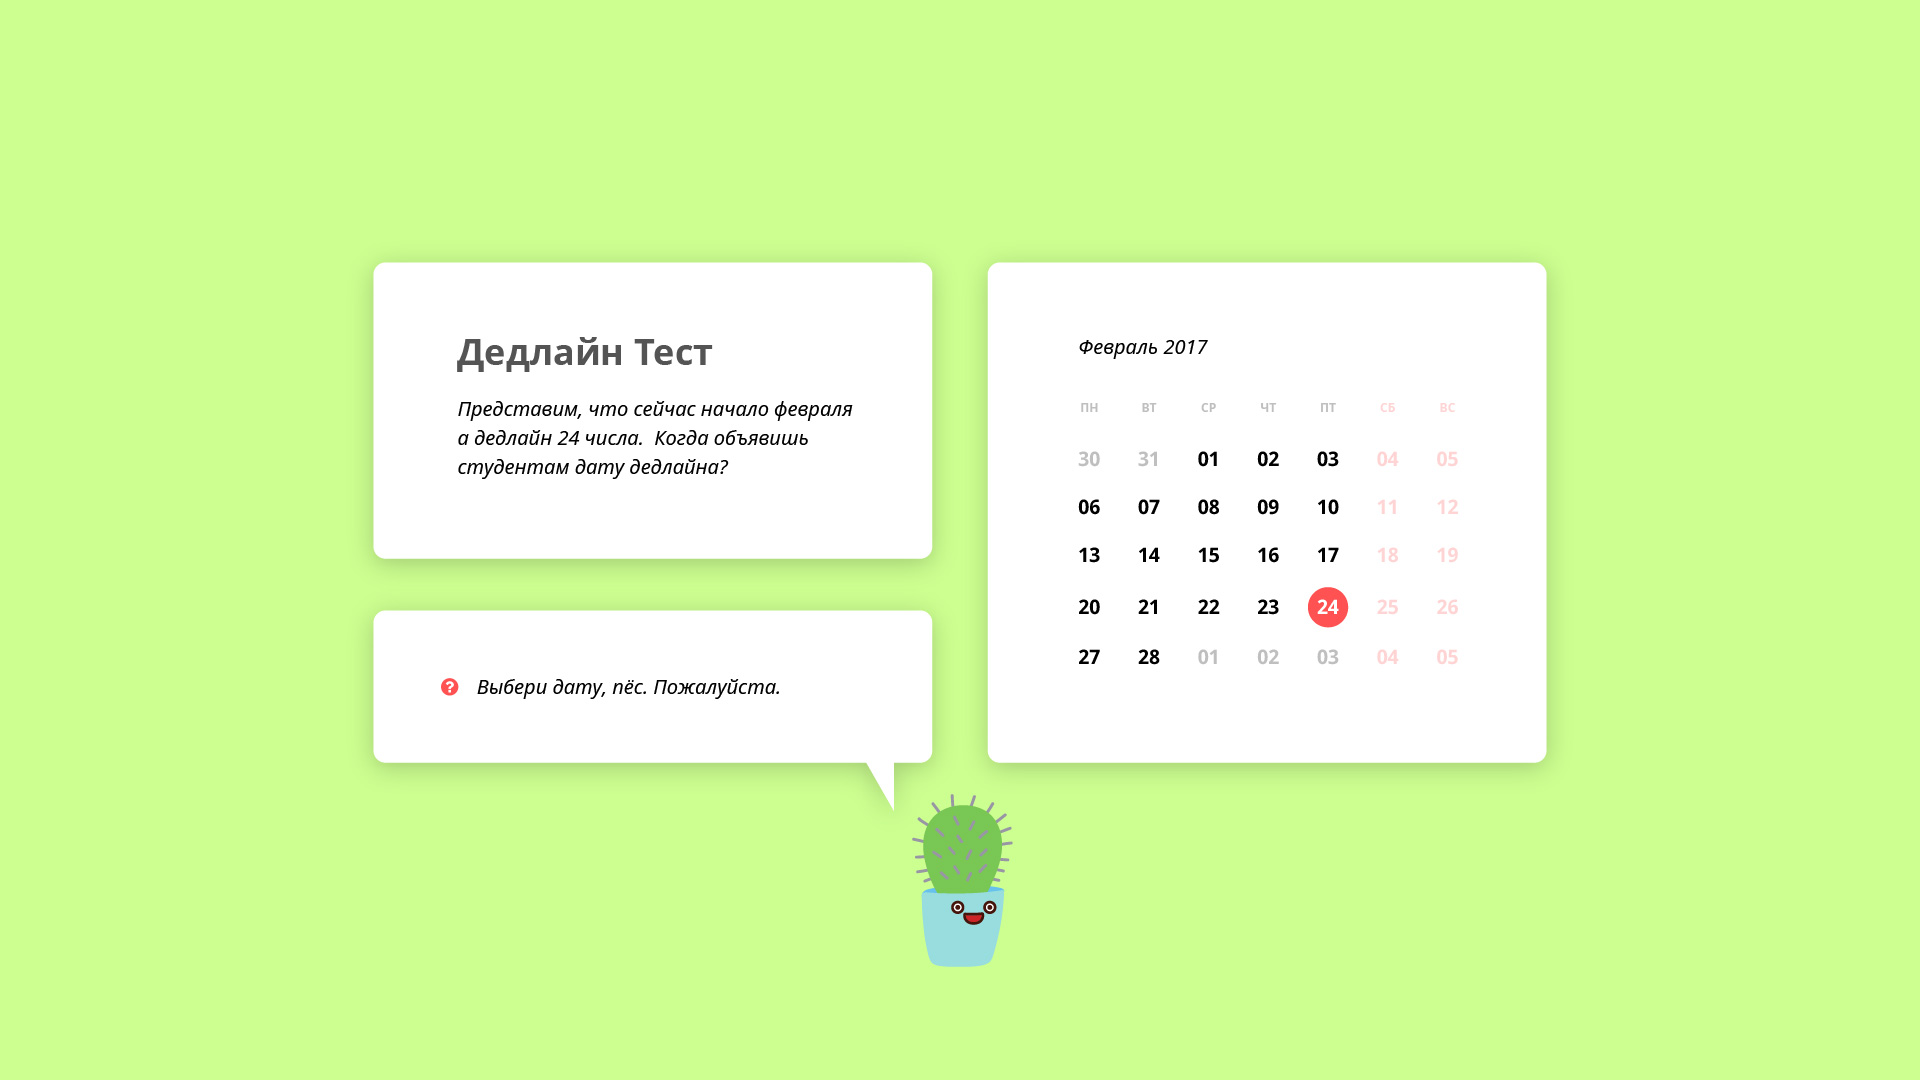 Дедлайн Тест
Представим, что сейчас начало февраля
а дедлайн 24 числа.  Когда объявишь
студентам дату дедлайна?
? Выбери дату, пёс. Пожалуйста.
Февраль 2017
ПН ВТ СР ЧТ ПТ СБ ВС
30 31 01 02 03 04 05
06 07 08 09 10 11 12
13 14 15 16 17 18 19
20 21 22 23 24 25 26
27 28 01 02 03 04 05